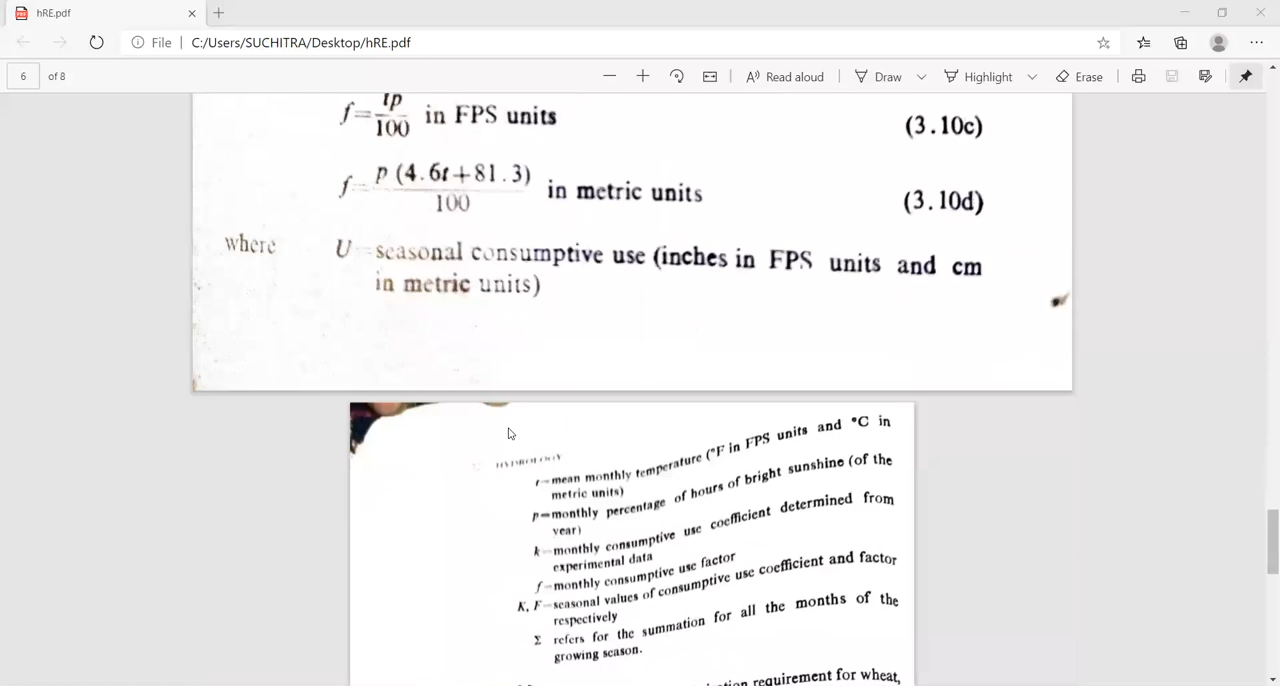 hRE.pdf
File C:/Users/SUCHITRA/Desktop/hRE.pdf
6 of 8 Read aloud Draw Highlight Erase
f= tp/100 in FPS units (3.10c)
f= p (4.6t+81.3)/100 in metric units (3.10d)
where U=seasonal consumptive use (inches in FPS units and cm
in metric units)
HYDROLOGY
t=mean monthly temperature (°F in FPS units and °C in
metric units)
p=monthly percentage of hours of bright sunshine (of the
year)
k=monthly consumptive use coefficient determined from
experimental data
f=monthly consumptive use factor
K, F=seasonal values of consumptive use coefficient and factor
respectively
Σ refers for the summation for all the months of the
growing season.
requirement for wheat,